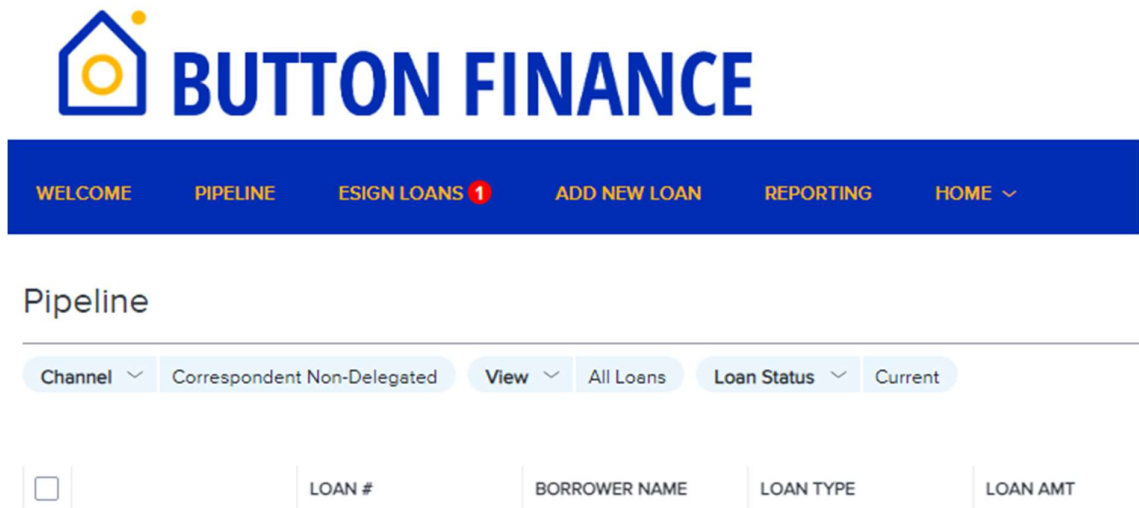 BUTTON FINANCE
WELCOME PIPELINE ESIGN LOANS 1 ADD NEW LOAN REPORTING HOME
Pipeline
Channel Correspondent Non-Delegated View All Loans Loan Status Current
LOAN # BORROWER NAME LOAN TYPE LOAN AMT